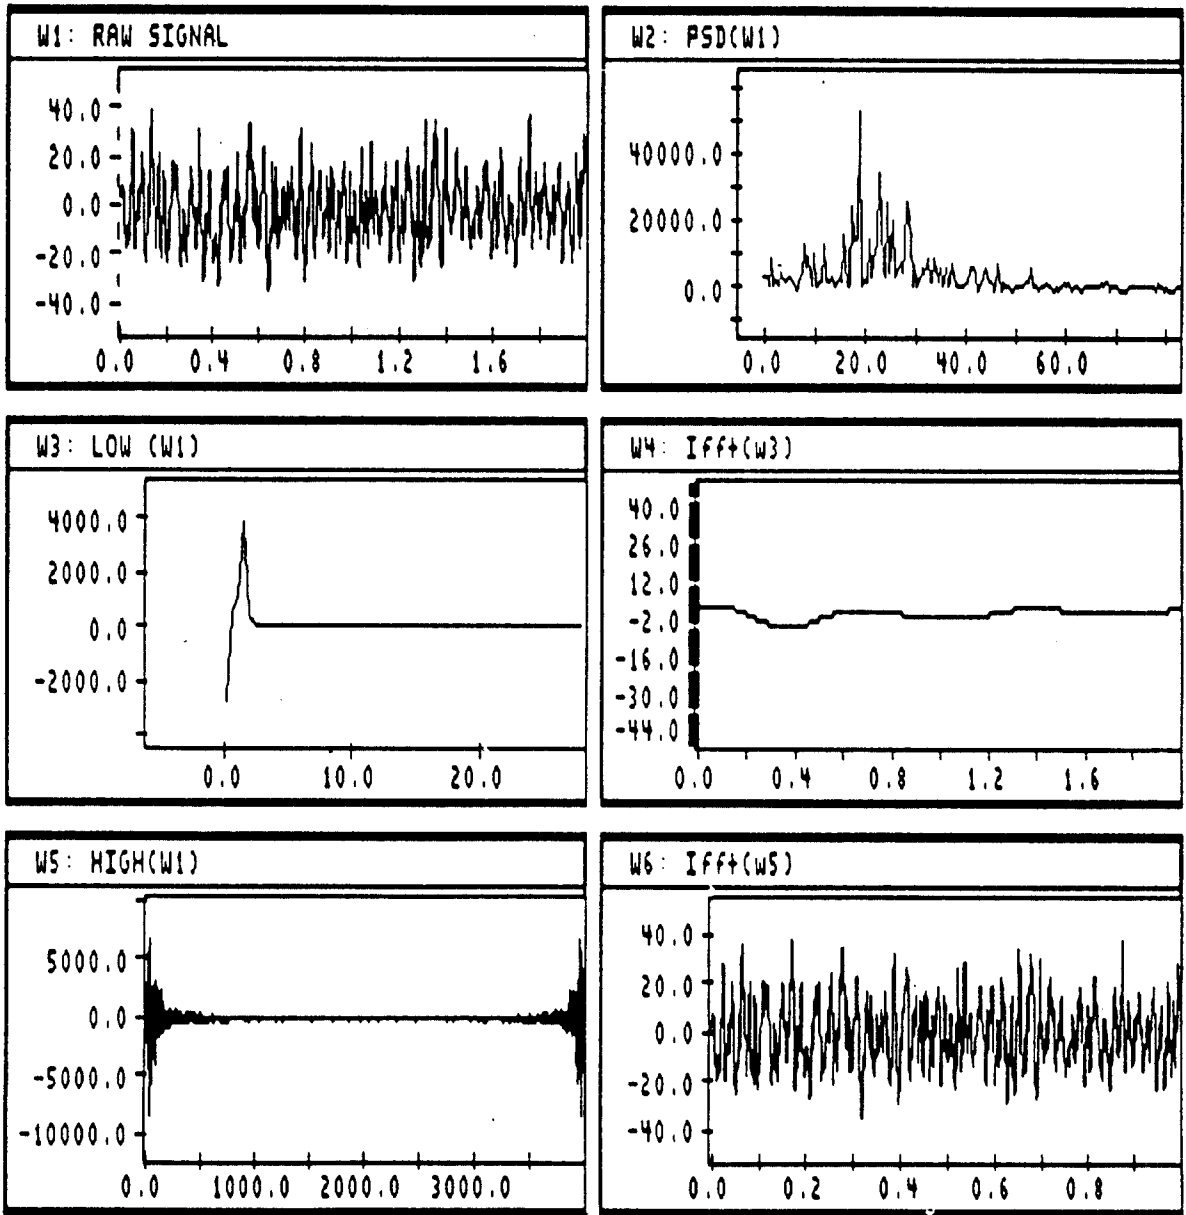 W1: RAW SIGNAL
40.0
20.0
0.0
-20.0
-40.0
0.0 0.4 0.8 1.2 1.6
W2: PSD(W1)
40000.0
20000.0
0.0
0.0 20.0 40.0 60.0
W3: LOW (W1)
4000.0
2000.0
0.0
-2000.0
0.0 10.0 20.0
W4: Ifft(w3)
40.0
26.0
12.0
-2.0
-16.0
-30.0
-44.0
0.0 0.4 0.8 1.2 1.6
W5: HIGH(W1)
5000.0
0.0
-5000.0
-10000.0
0.0 1000.0 2000.0 3000.0
W6: Ifft(w5)
40.0
20.0
0.0
-20.0
-40.0
0.0 0.2 0.4 0.6 0.8